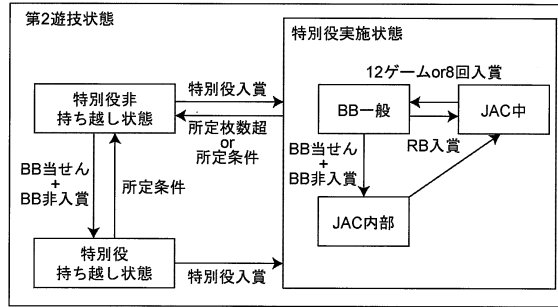 第2遊技状態
特別役実施状態
12ゲームor8回入賞
特別役非
持ち越し状態
特別役入賞
所定枚数超
or
所定条件
BB一般
JAC中
BB当せん
+
BB非入賞
RB入賞
BB当せん
+
BB非入賞
所定条件
JAC内部
特別役
持ち越し状態
特別役入賞